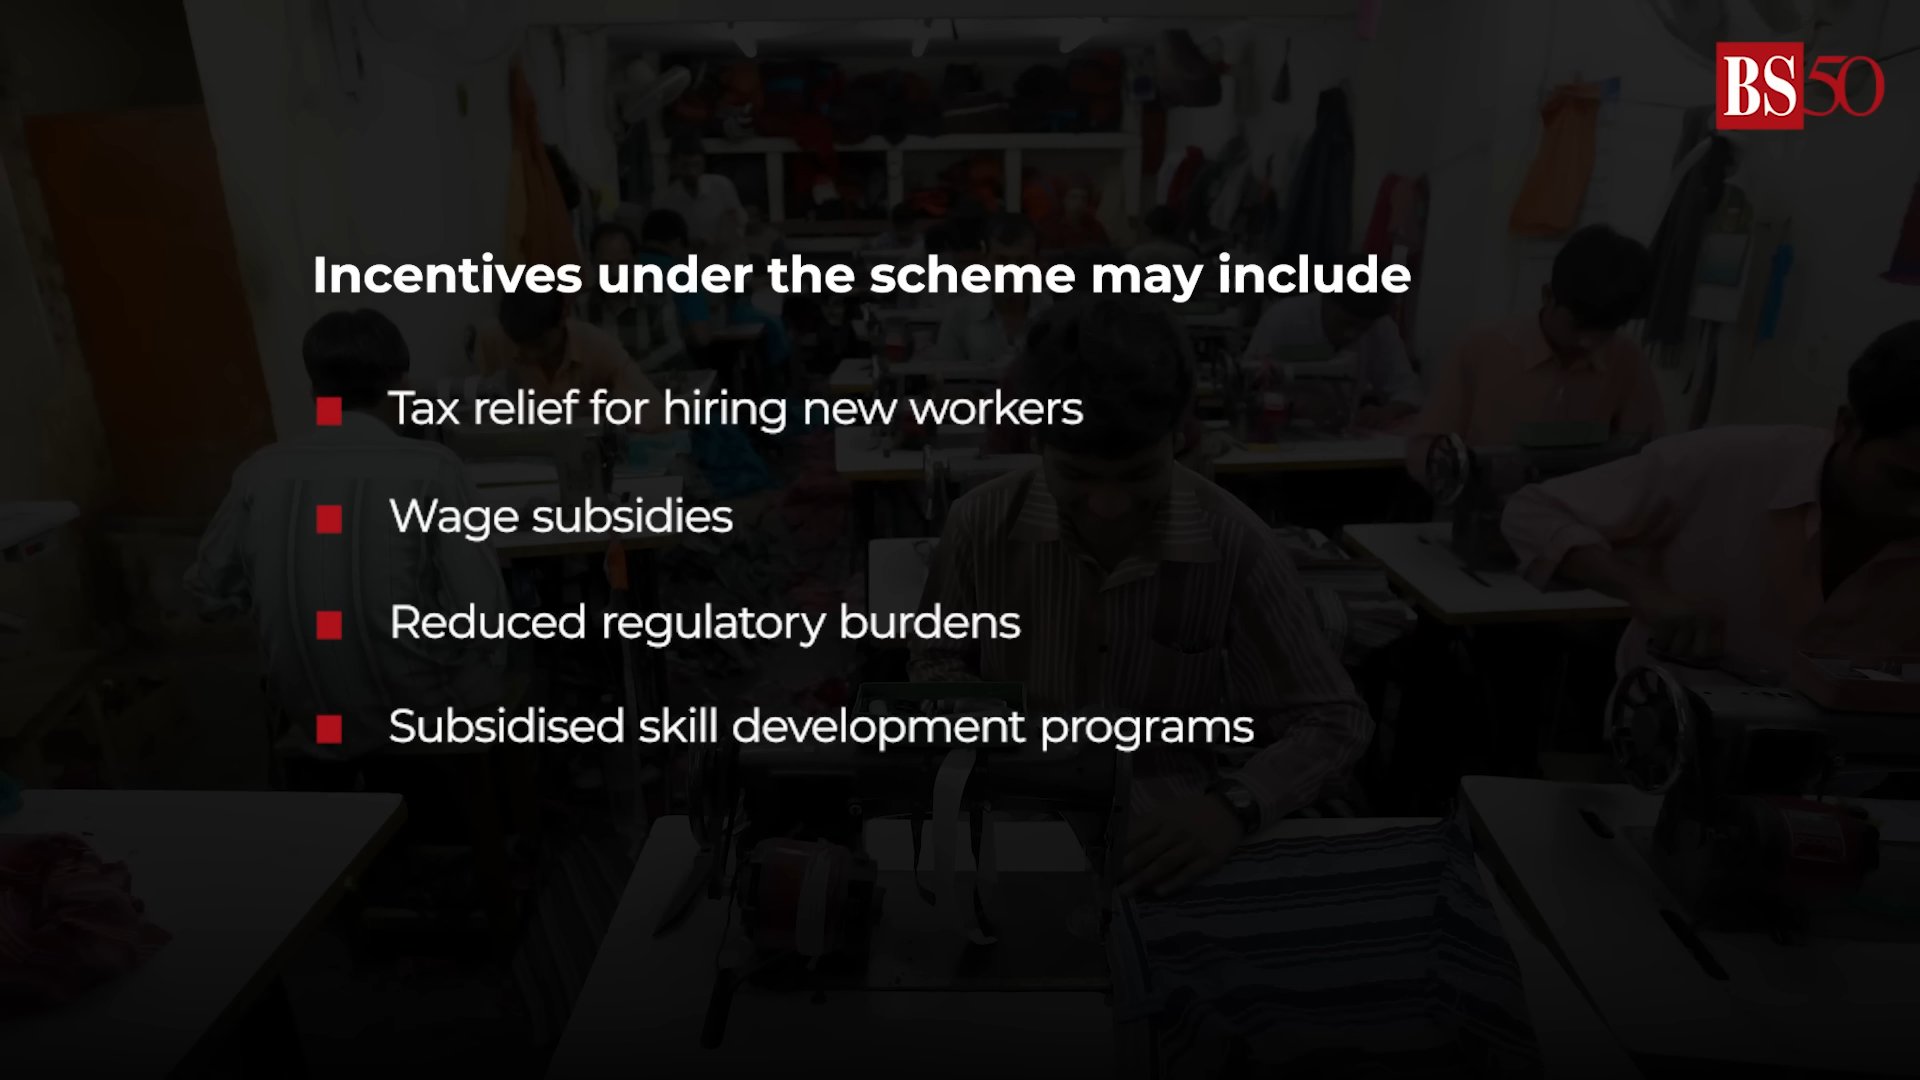 BS50
Incentives under the scheme may include
Tax relief for hiring new workers
Wage subsidies
Reduced regulatory burdens
Subsidised skill development programs